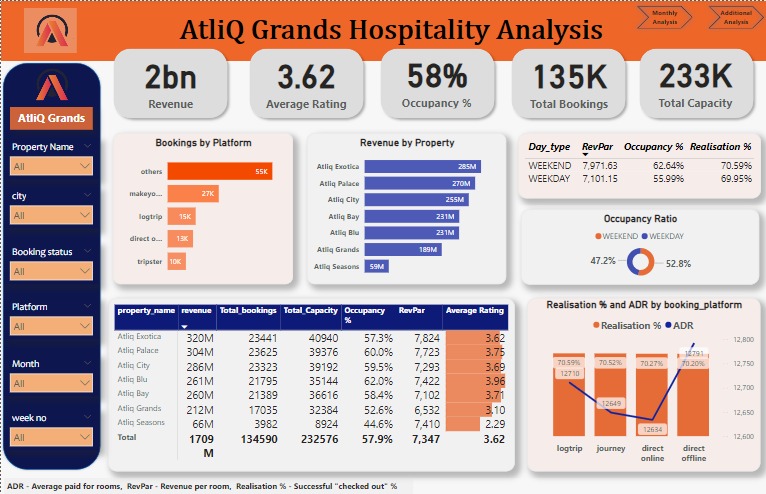 AtliQ Grands Hospitality Analysis
Monthly
Analysis
Additional
Analysis
AtliQ Grands
Property Name
All
city
All
Booking status
All
Platform
All
Month
All
week no
All
2bn
Revenue
3.62
Average Rating
58%
Occupancy %
135K
Total Bookings
233K
Total Capacity
Bookings by Platform
others 55K
makeyo... 27K
logtrip 15K
direct o... 13K
tripster 10K
Revenue by Property
Atliq Exotica 285M
Atliq Palace 270M
Atliq City 255M
Atliq Bay 231M
Atliq Blu 231M
Atliq Grands 189M
Atliq Seasons 59M
Day_type RevPar Occupancy % Realisation %
WEEKEND 7,971.63 62.64% 70.59%
WEEKDAY 7,101.15 55.99% 69.95%
Occupancy Ratio
WEEKEND WEEKDAY
47.2% 52.8%
property_name revenue Total_bookings Total_Capacity Occupancy % RevPar Average Rating
Atliq Exotica 320M 23441 40940 57.3% 7,824 3.62
Atliq Palace 304M 23625 39376 60.0% 7,723 3.75
Atliq City 286M 23323 39192 59.5% 7,293 3.69
Atliq Blu 261M 21795 35144 62.0% 7,422 3.96
Atliq Bay 260M 21389 36616 58.4% 7,102 3.71
Atliq Grands 212M 17035 32384 52.6% 6,532 3.10
Atliq Seasons 66M 3982 8924 44.6% 7,410 2.29
Total 1709M 134590 232576 57.9% 7,347 3.62
Realisation % and ADR by booking_platform
Realisation % ADR
70.59% 70.52% 70.27% 70.20%
12710 12649 12634 12791
12,800
12,750
12,700
12,650
12,600
logtrip journey direct online direct offline
ADR - Average paid for rooms, RevPar - Revenue per room, Realisation % - Successful "checked out" %